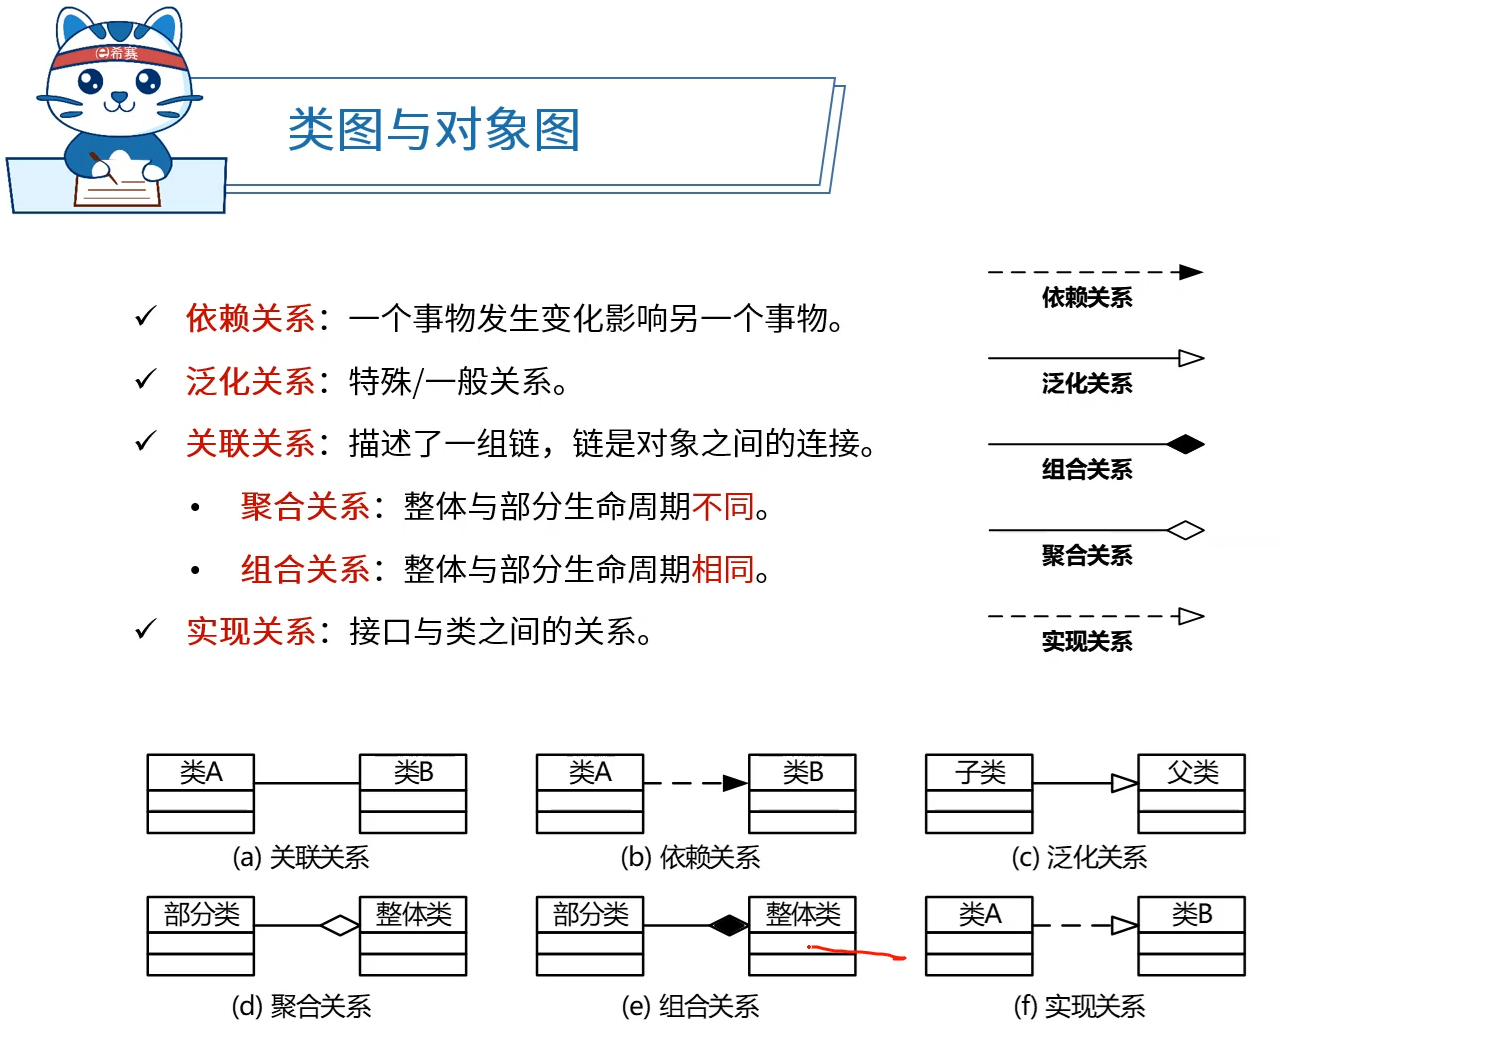 e希赛
类图与对象图
依赖关系：一个事物发生变化影响另一个事物。
泛化关系：特殊/一般关系。
关联关系：描述了一组链，链是对象之间的连接。
聚合关系：整体与部分生命周期不同。
组合关系：整体与部分生命周期相同。
实现关系：接口与类之间的关系。
依赖关系
泛化关系
组合关系
聚合关系
实现关系
类A 类B
(a) 关联关系
类A 类B
(b) 依赖关系
子类 父类
(c) 泛化关系
部分类 整体类
(d) 聚合关系
部分类 整体类
(e) 组合关系
类A 类B
(f) 实现关系